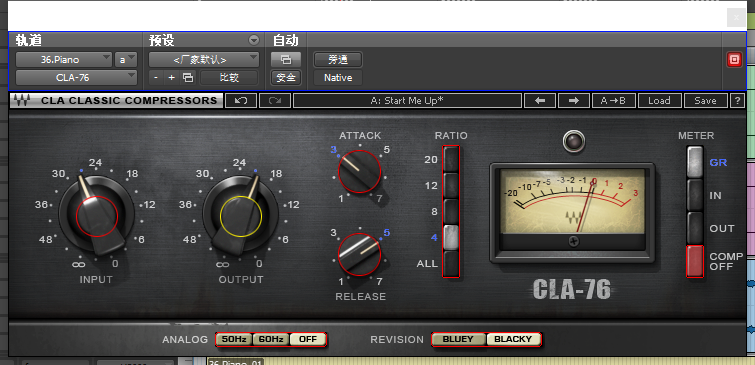 轨道 预设 自动
36.Piano a <厂家默认> 旁通
CLA-76 - + 比较 安全 Native
CLA CLASSIC COMPRESSORS A: Start Me Up* A→B Load Save ?
ATTACK RATIO METER
24 30 18 36 12 48 6 ∞ 0 INPUT
24 30 18 36 12 48 6 ∞ 0 OUTPUT
3 5 1 7
3 5 1 7 RELEASE
20
12
8
4
ALL
-20 -10 -7 -5 -3 -2 -1 0 1 2 3
GR
IN
OUT
COMP OFF
CLA-76
ANALOG 50Hz 60Hz OFF REVISION BLUEY BLACKY
36.Piano_01